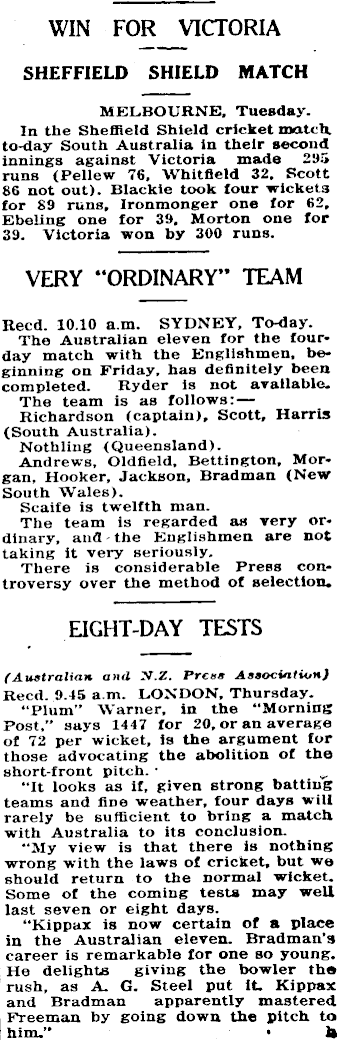 WIN FOR VICTORIA
SHEFFIELD SHIELD MATCH
MELBOURNE, Tuesday.
In the Sheffield Shield cricket match
to-day South Australia in their second
innings against Victoria made 295
runs (Pellew 76, Whitfield 32, Scott
86 not out). Blackie took four wickets
for 89 runs, Ironmonger one for 62,
Ebeling one for 39, Morton one for
39. Victoria won by 300 runs.
VERY "ORDINARY" TEAM
Recd. 10.10 a.m. SYDNEY, To-day.
The Australian eleven for the four-
day match with the Englishmen, be-
ginning on Friday, has definitely been
completed. Ryder is not available.
The team is as follows:—
Richardson (captain), Scott, Harris
(South Australia).
Nothling (Queensland).
Andrews, Oldfield, Bettington, Mor-
gan, Hooker, Jackson, Bradman (New
South Wales).
Scaife is twelfth man.
The team is regarded as very or-
dinary, and the Englishmen are not
taking it very seriously.
There is considerable Press con-
troversy over the method of selection.
EIGHT-DAY TESTS
(Australian and N.Z. Press Association)
Recd. 9.45 a.m. LONDON, Thursday.
"Plum" Warner, in the "Morning
Post," says 1447 for 20, or an average
of 72 per wicket, is the argument for
those advocating the abolition of the
short-front pitch.
"It looks as if, given strong batting
teams and fine weather, four days will
rarely be sufficient to bring a match
with Australia to its conclusion.
"My view is that there is nothing
wrong with the laws of cricket, but we
should return to the normal wicket.
Some of the coming tests may well
last seven or eight days.
"Kippax is now certain of a place
in the Australian eleven. Bradman's
career is remarkable for one so young.
He delights giving the bowler the
rush, as A. G. Steel put it. Kippax
and Bradman apparently mastered
Freeman by going down the pitch to
him."